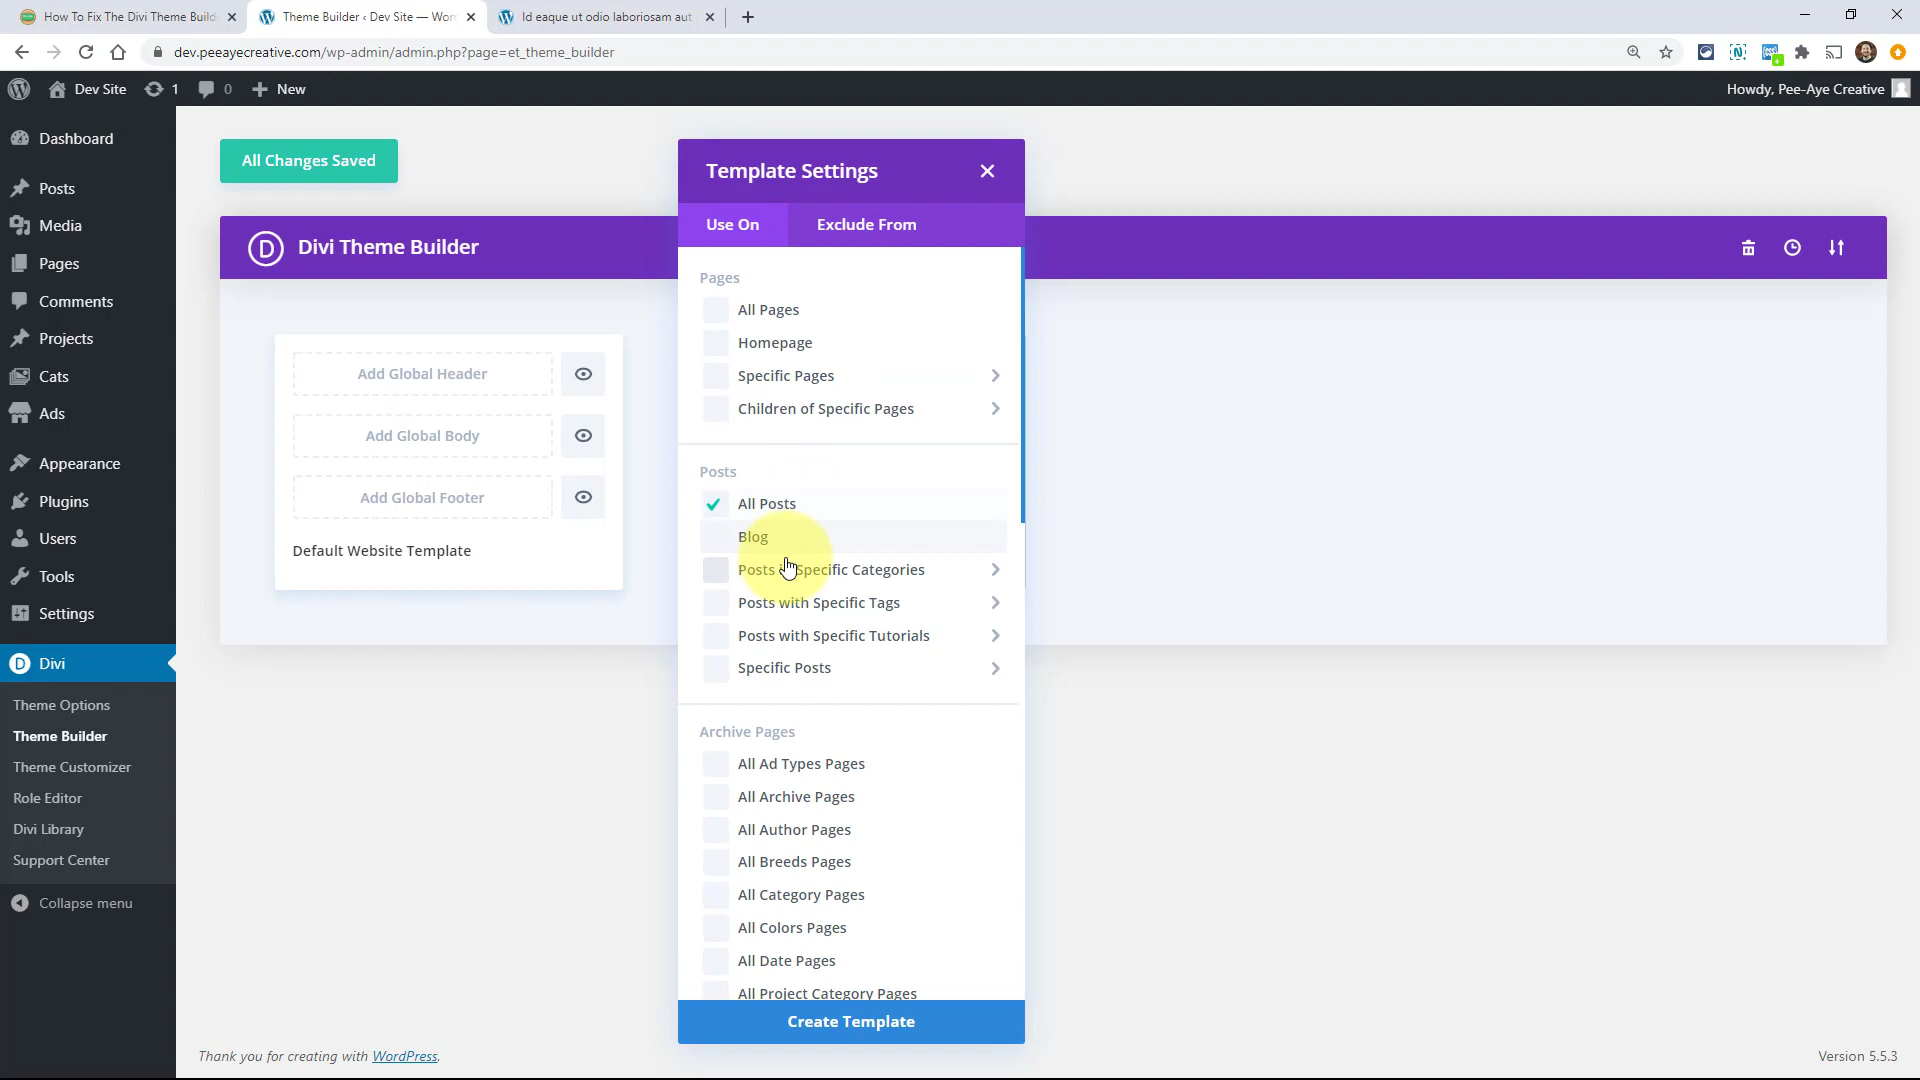 How To Fix The Divi Theme Build
Theme Builder ‹ Dev Site — Wor
Id eaque ut odio laboriosam aut
dev.peeayecreative.com/wp-admin/admin.php?page=et_theme_builder
Dev Site
1
0
New
Howdy, Pee-Aye Creative
Dashboard
Posts
Media
Pages
Comments
Projects
Cats
Ads
Appearance
Plugins
Users
Tools
Settings
Divi
Theme Options
Theme Builder
Theme Customizer
Role Editor
Divi Library
Support Center
Collapse menu
All Changes Saved
Divi Theme Builder
Add Global Header
Add Global Body
Add Global Footer
Default Website Template
Template Settings
Use On
Exclude From
Pages
All Pages
Homepage
Specific Pages
Children of Specific Pages
Posts
All Posts
Blog
Posts in Specific Categories
Posts with Specific Tags
Posts with Specific Tutorials
Specific Posts
Archive Pages
All Ad Types Pages
All Archive Pages
All Author Pages
All Breeds Pages
All Category Pages
All Colors Pages
All Date Pages
All Project Category Pages
Create Template
Thank you for creating with WordPress.
Version 5.5.3